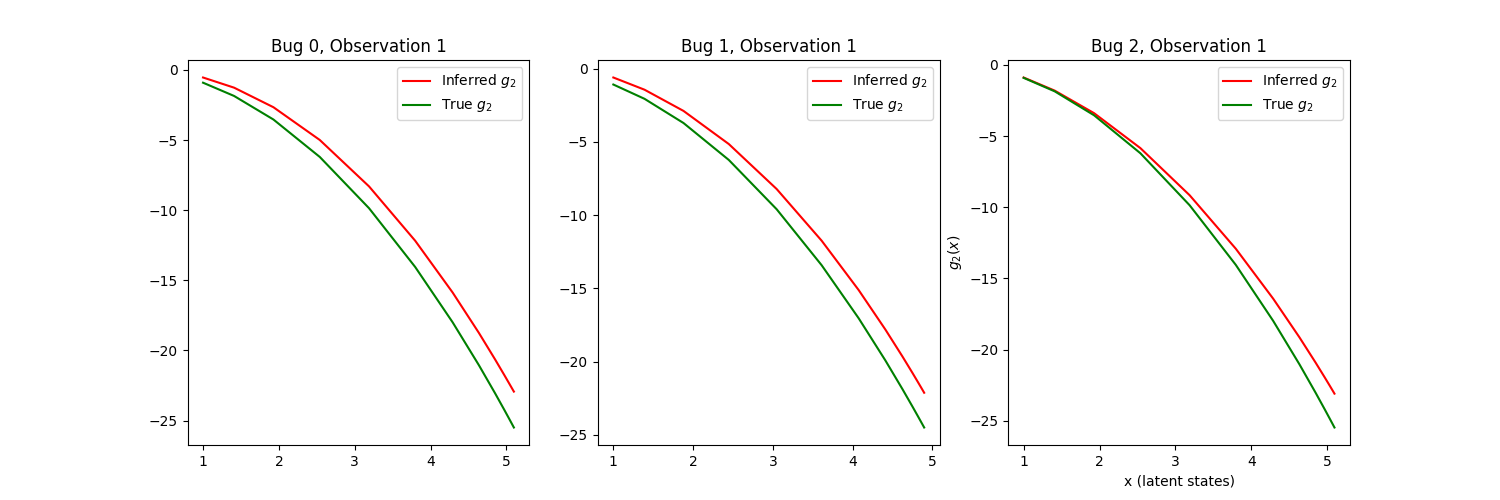 Bug 0, Observation 1
0
−5
−10
−15
−20
−25
1 2 3 4 5
Inferred g₂
True g₂
Bug 1, Observation 1
0
−5
−10
−15
−20
−25
1 2 3 4 5
Inferred g₂
True g₂
Bug 2, Observation 1
g₂(x)
0
−5
−10
−15
−20
−25
1 2 3 4 5
x (latent states)
Inferred g₂
True g₂